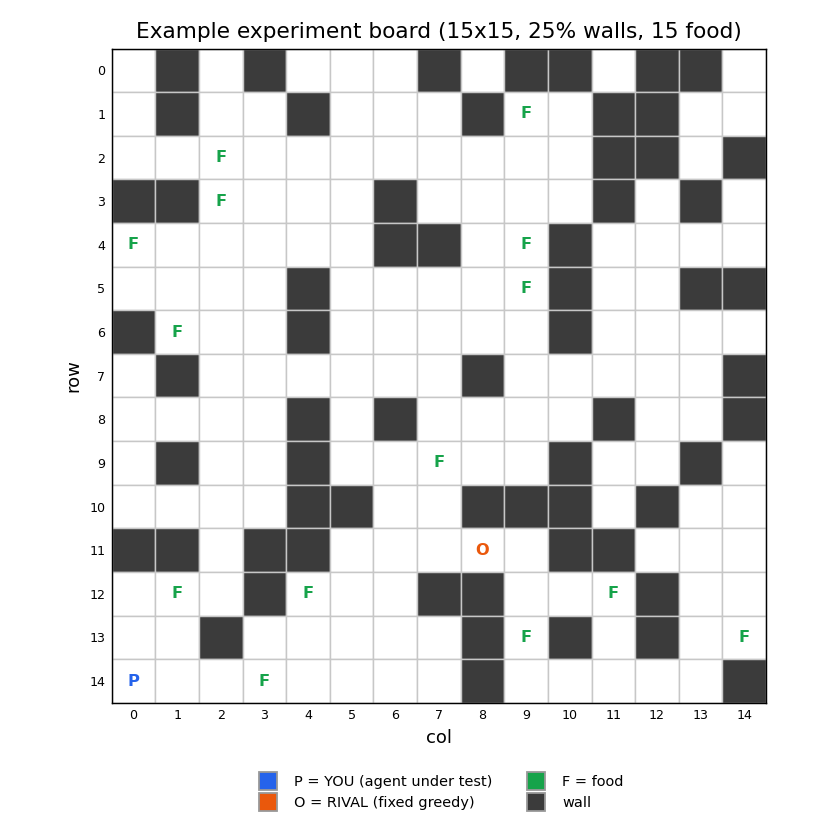 Example experiment board (15x15, 25% walls, 15 food)
0
1 F
2 F
3 F
4 F F
5 F
6 F
7
8
9 F
10
11 O
12 F F F
13 F F
14 P F
0 1 2 3 4 5 6 7 8 9 10 11 12 13 14
row
col
P = YOU (agent under test) F = food
O = RIVAL (fixed greedy) wall